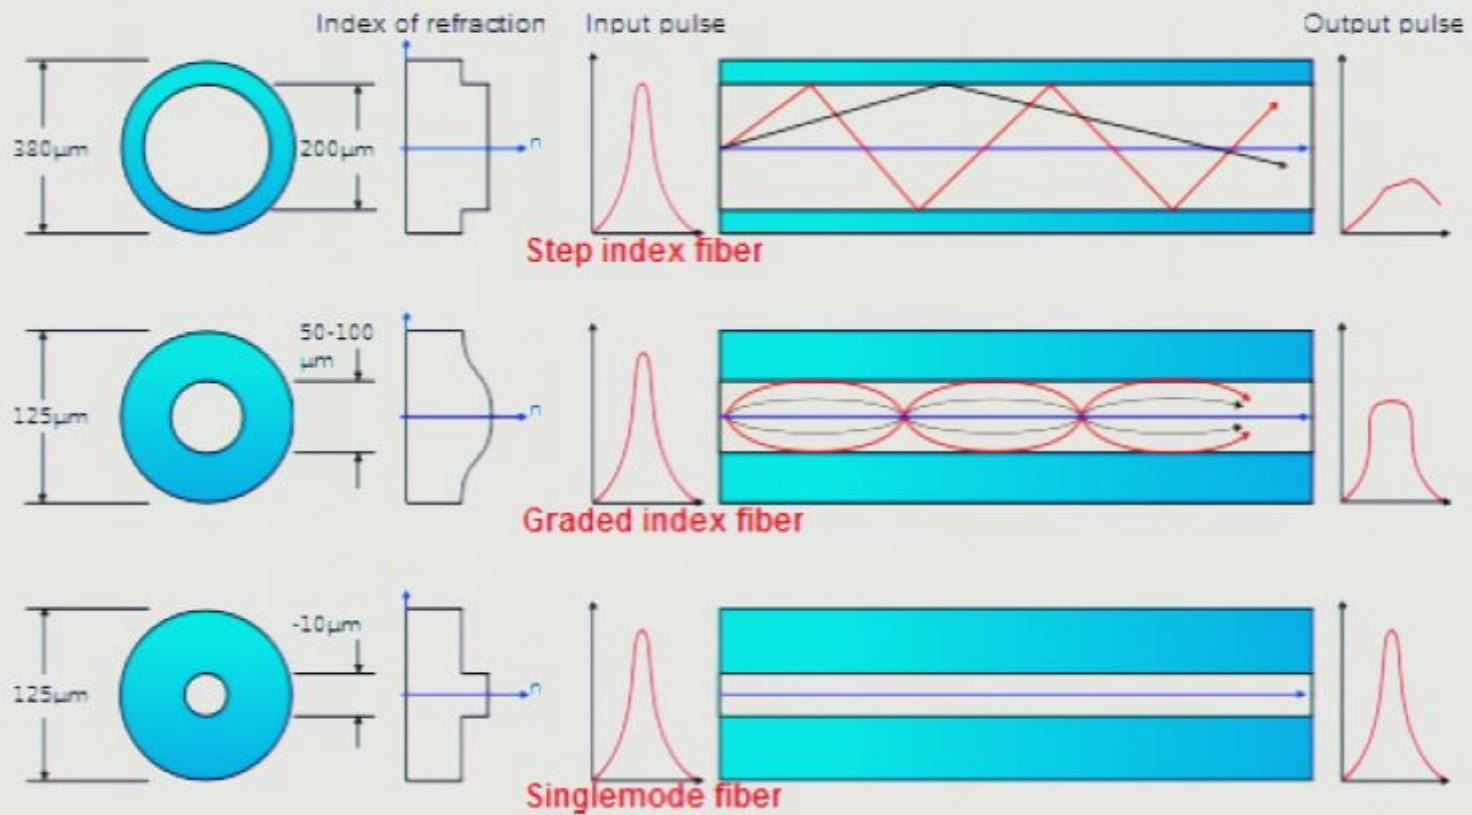 Index of refraction
Input pulse
Output pulse
380µm
200µm
n
Step index fiber
50-100
µm
125µm
n
Graded index fiber
-10µm
125µm
n
Singlemode fiber